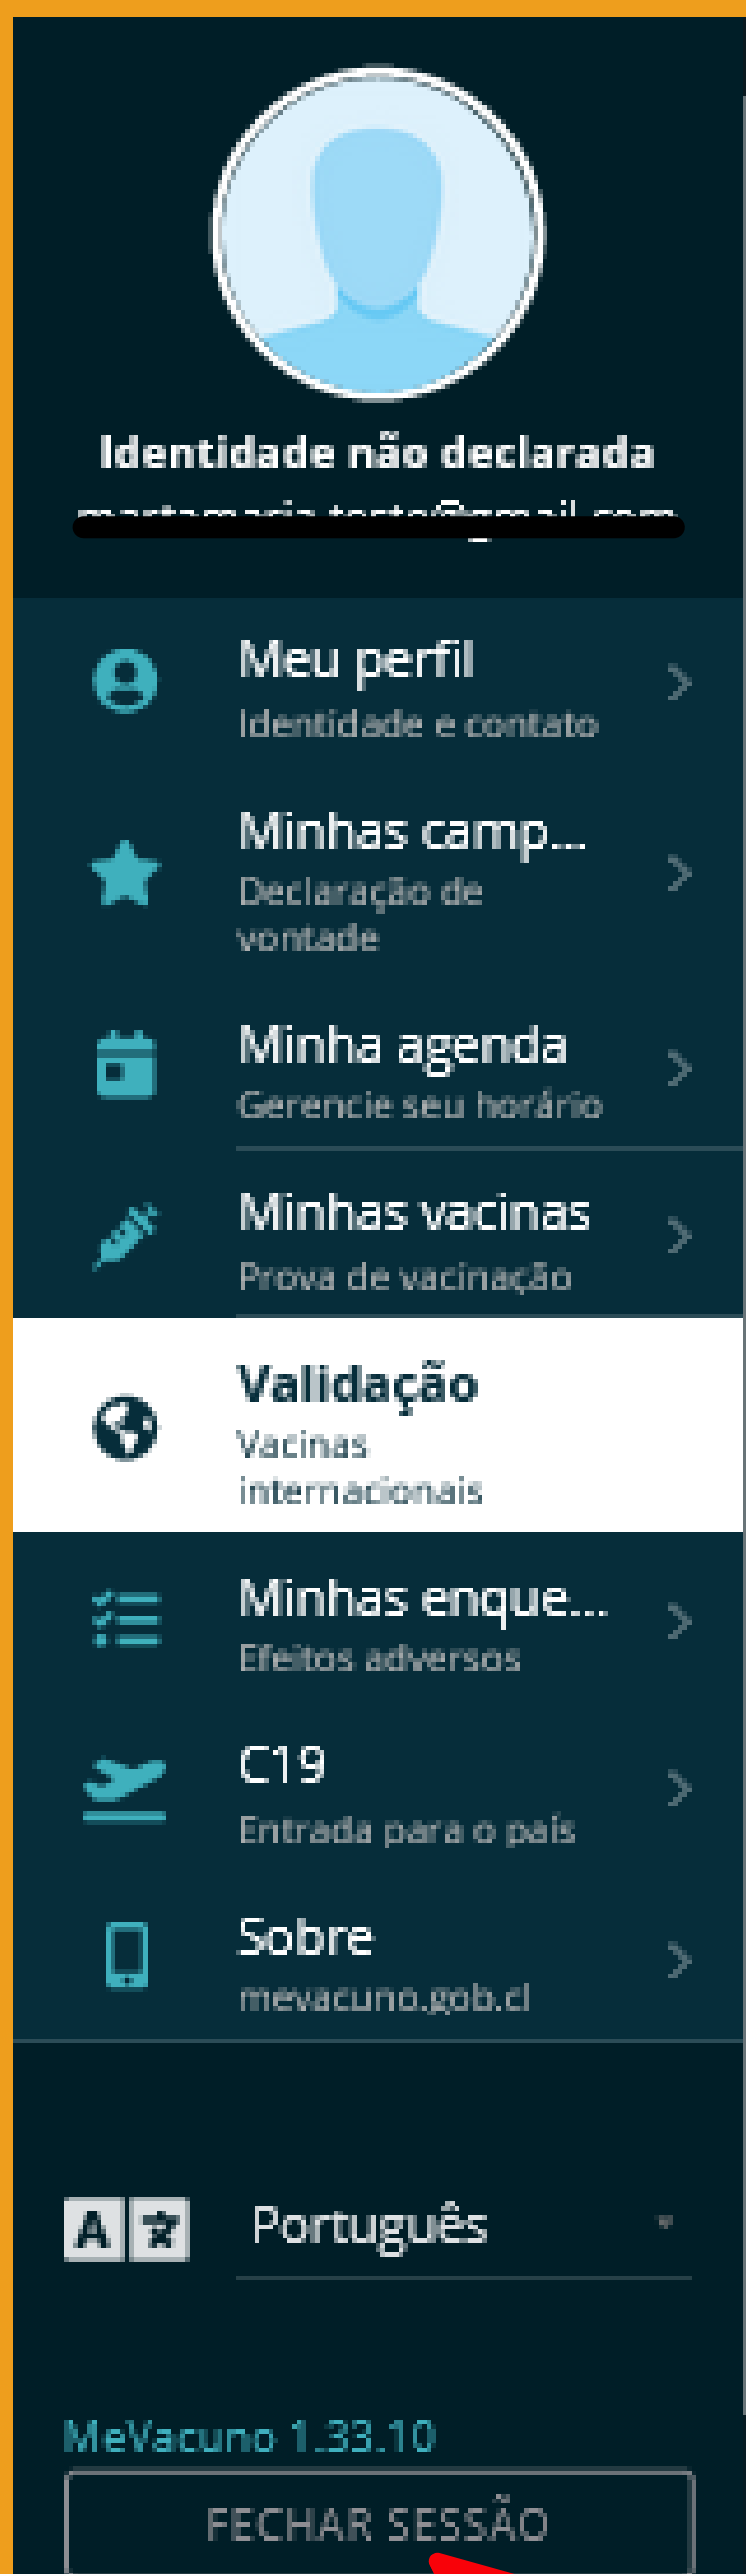 Identidade não declarada
Meu perfil
Identidade e contato
Minhas camp...
Declaração de
vontade
Minha agenda
Gerencie seu horário
Minhas vacinas
Prova de vacinação
Validação
Vacinas
internacionais
Minhas enque...
Efeitos adversos
C19
Entrada para o país
Sobre
mevacuno.gob.cl
A
Português
MeVacuno 1.33.10
FECHAR SESSÃO